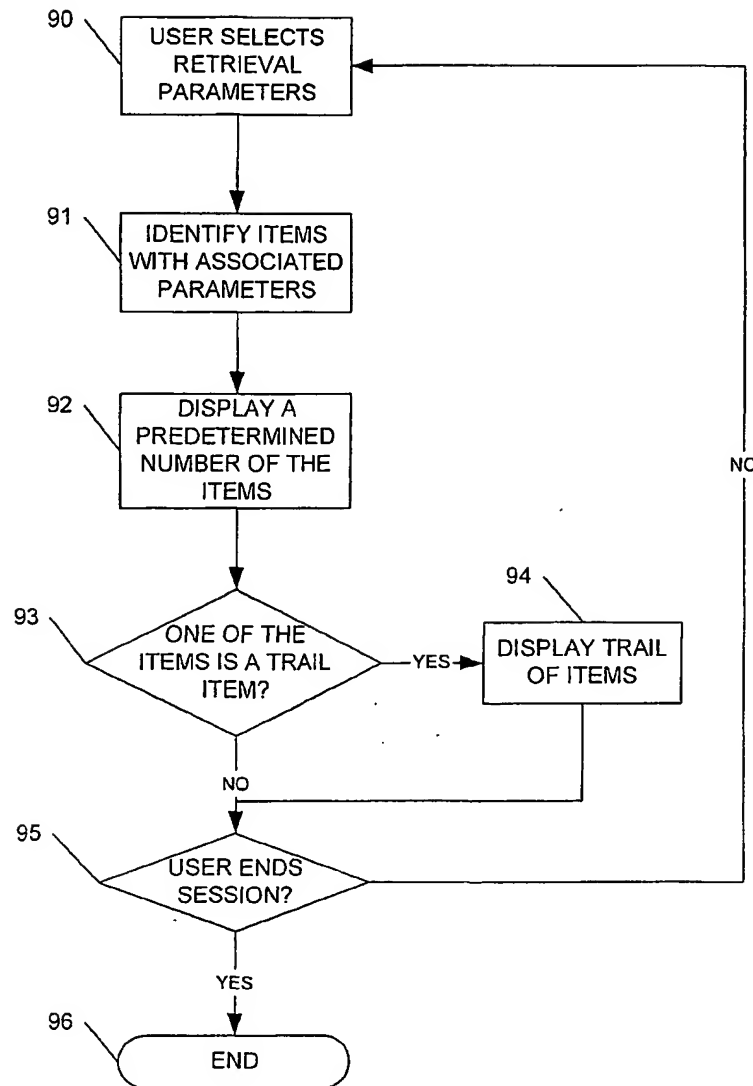 90
USER SELECTS
RETRIEVAL
PARAMETERS
91
IDENTIFY ITEMS
WITH ASSOCIATED
PARAMETERS
92
DISPLAY A
PREDETERMINED
NUMBER OF THE
ITEMS
NO
93
ONE OF THE
ITEMS IS A TRAIL
ITEM?
YES
94
DISPLAY TRAIL
OF ITEMS
NO
95
USER ENDS
SESSION?
YES
96
END